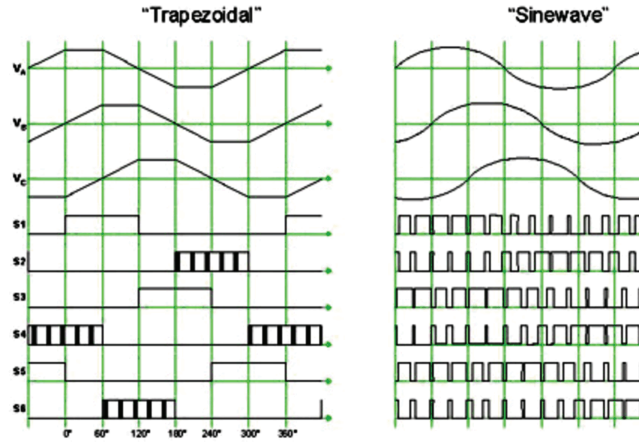 “Trapezoidal”
“Sinewave”
VA
VB
VC
S1
S2
S3
S4
S5
S6
0° 60° 120° 180° 240° 300° 360°